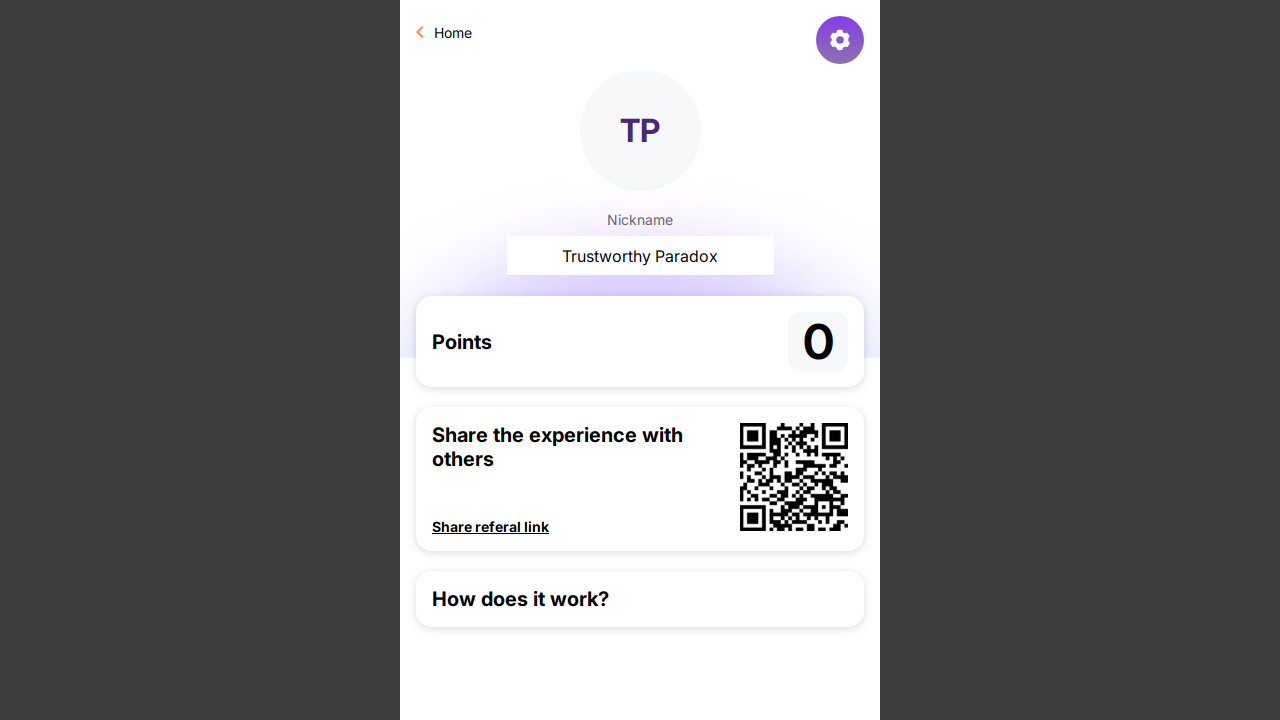 Home
TP
Nickname
Trustworthy Paradox
Points
0
Share the experience with
others
Share referal link
How does it work?